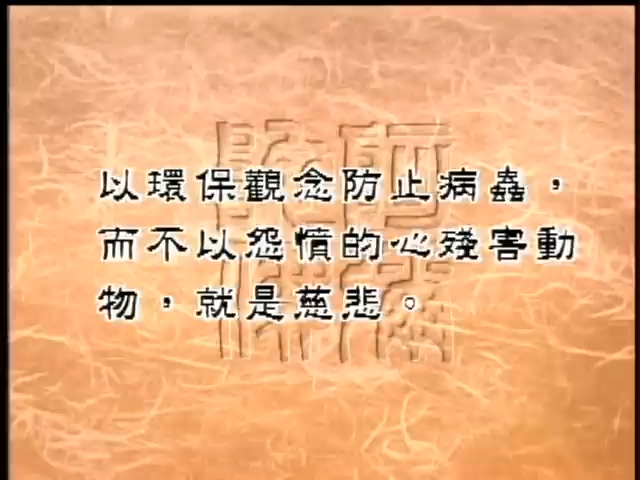 以環保觀念防止病蟲，
而不以怨憤的心殘害動
物，就是慈悲。